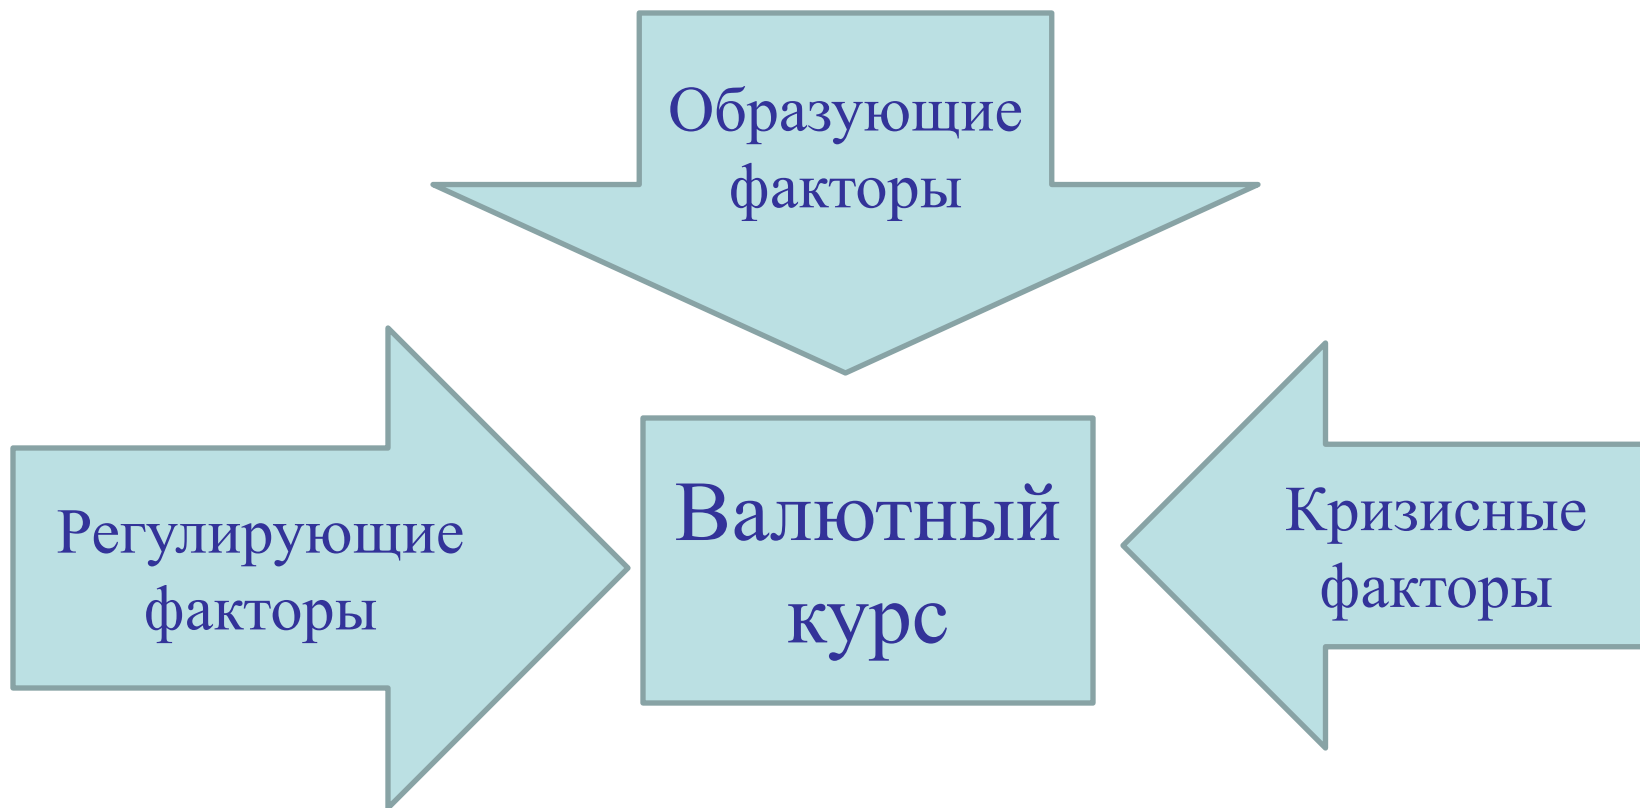 Образующие
факторы
Регулирующие
факторы
Валютный
курс
Кризисные
факторы